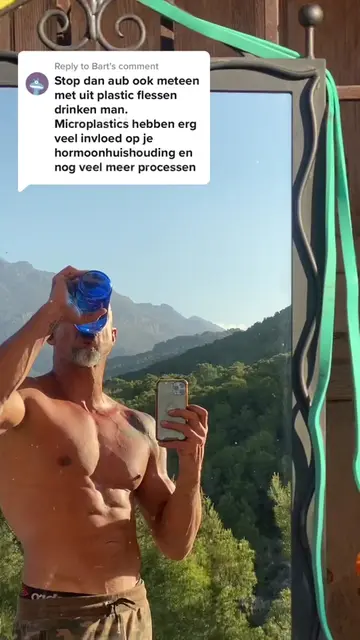 Reply to Bart's comment
Stop dan aub ook meteen
met uit plastic flessen
drinken man.
Microplastics hebben erg
veel invloed op je
hormoonhuishouding en
nog veel meer processen